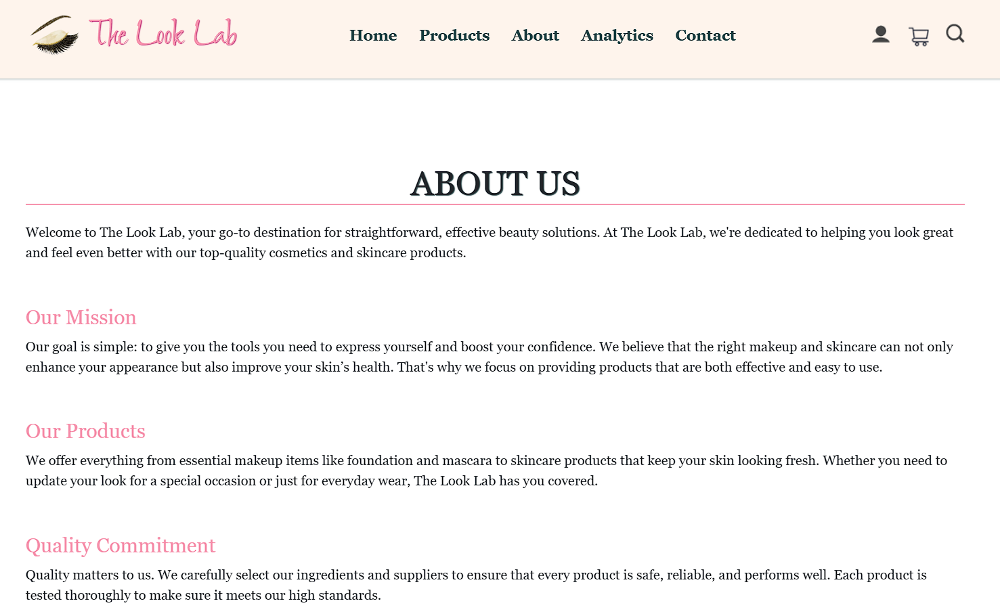 The Look Lab
Home Products About Analytics Contact
ABOUT US
Welcome to The Look Lab, your go-to destination for straightforward, effective beauty solutions. At The Look Lab, we're dedicated to helping you look great
and feel even better with our top-quality cosmetics and skincare products.
Our Mission
Our goal is simple: to give you the tools you need to express yourself and boost your confidence. We believe that the right makeup and skincare can not only
enhance your appearance but also improve your skin’s health. That's why we focus on providing products that are both effective and easy to use.
Our Products
We offer everything from essential makeup items like foundation and mascara to skincare products that keep your skin looking fresh. Whether you need to
update your look for a special occasion or just for everyday wear, The Look Lab has you covered.
Quality Commitment
Quality matters to us. We carefully select our ingredients and suppliers to ensure that every product is safe, reliable, and performs well. Each product is
tested thoroughly to make sure it meets our high standards.